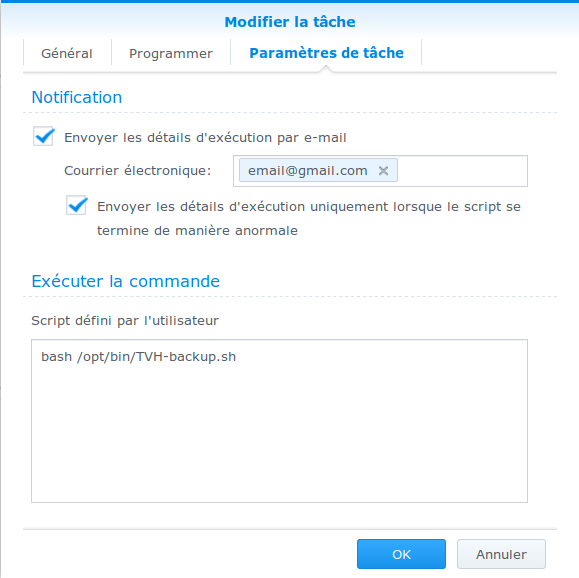 Modifier la tâche
Général
Programmer
Paramètres de tâche
Notification
Envoyer les détails d'exécution par e-mail
Courrier électronique:
email@gmail.com
Envoyer les détails d'exécution uniquement lorsque le script se
termine de manière anormale
Exécuter la commande
Script défini par l'utilisateur
bash /opt/bin/TVH-backup.sh
OK
Annuler